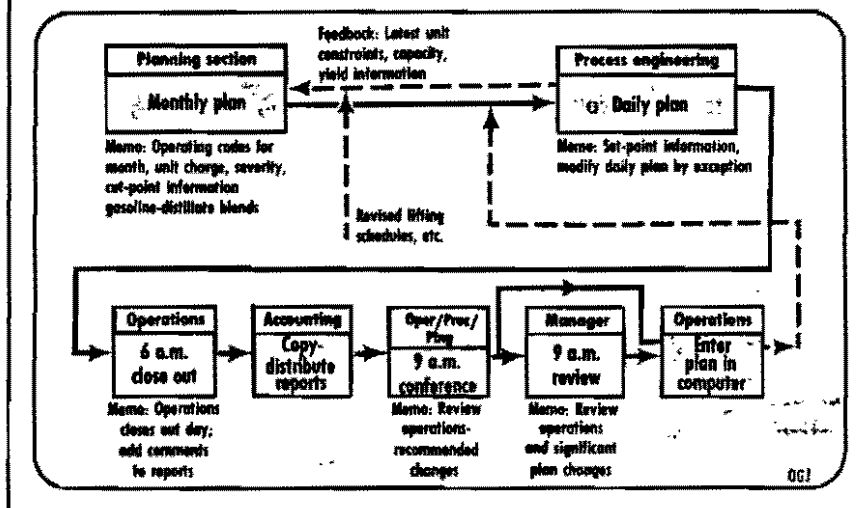 Planning section
Monthly plan
Memo: Operating codes for
month, unit charge, severity,
cut-point information
gasoline-distillate blends
Feedback: Latest unit
constraints, capacity,
yield information
Process engineering
Daily plan
Memo: Set-point information,
modify daily plan by exception
Revised lifting
schedules, etc.
Operations
6 a.m.
close out
Memo: Operations
closes out day;
add comments
to reports
Accounting
Copy-
distribute
reports
Oper/Proc/
Plng
9 a.m.
conference
Memo: Review
operations-
recommended
changes
Manager
9 a.m.
review
Memo: Review
operations
and significant
plan changes
Operations
Enter
plan in
computer
OGJ